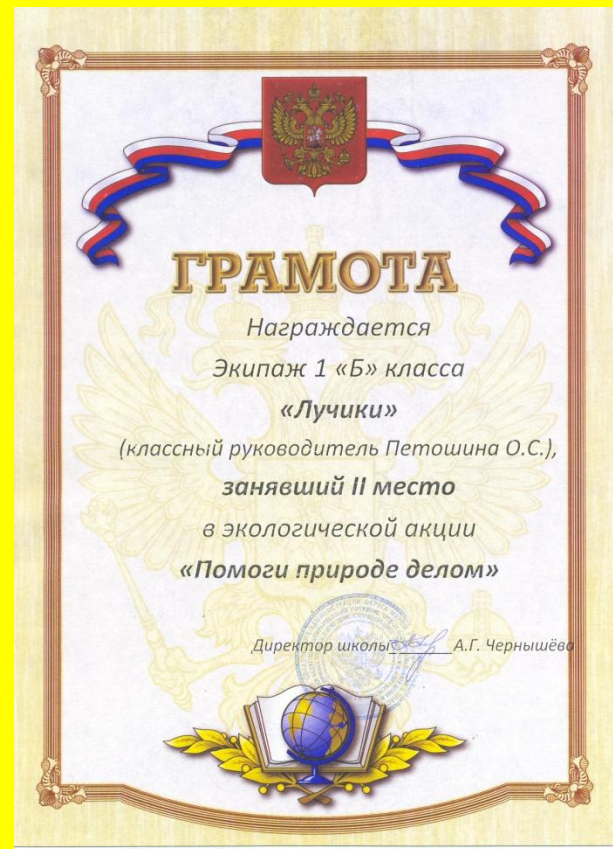 ГРАМОТА
Награждается
Экипаж 1 «Б» класса
«Лучики»
(классный руководитель Петошина О.С.),
занявший II место
в экологической акции
«Помоги природе делом»
Директор школы_______А.Г. Чернышёва